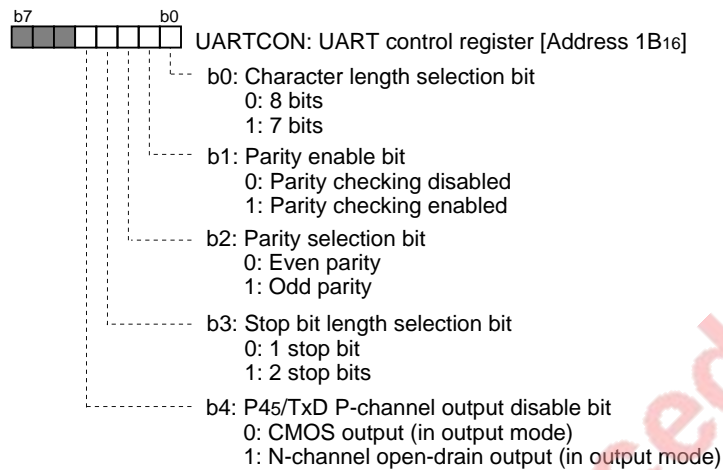 b7 b0
UARTCON: UART control register [Address 1B16]
b0: Character length selection bit
0: 8 bits
1: 7 bits
b1: Parity enable bit
0: Parity checking disabled
1: Parity checking enabled
b2: Parity selection bit
0: Even parity
1: Odd parity
b3: Stop bit length selection bit
0: 1 stop bit
1: 2 stop bits
b4: P45/TxD P-channel output disable bit
0: CMOS output (in output mode)
1: N-channel open-drain output (in output mode)